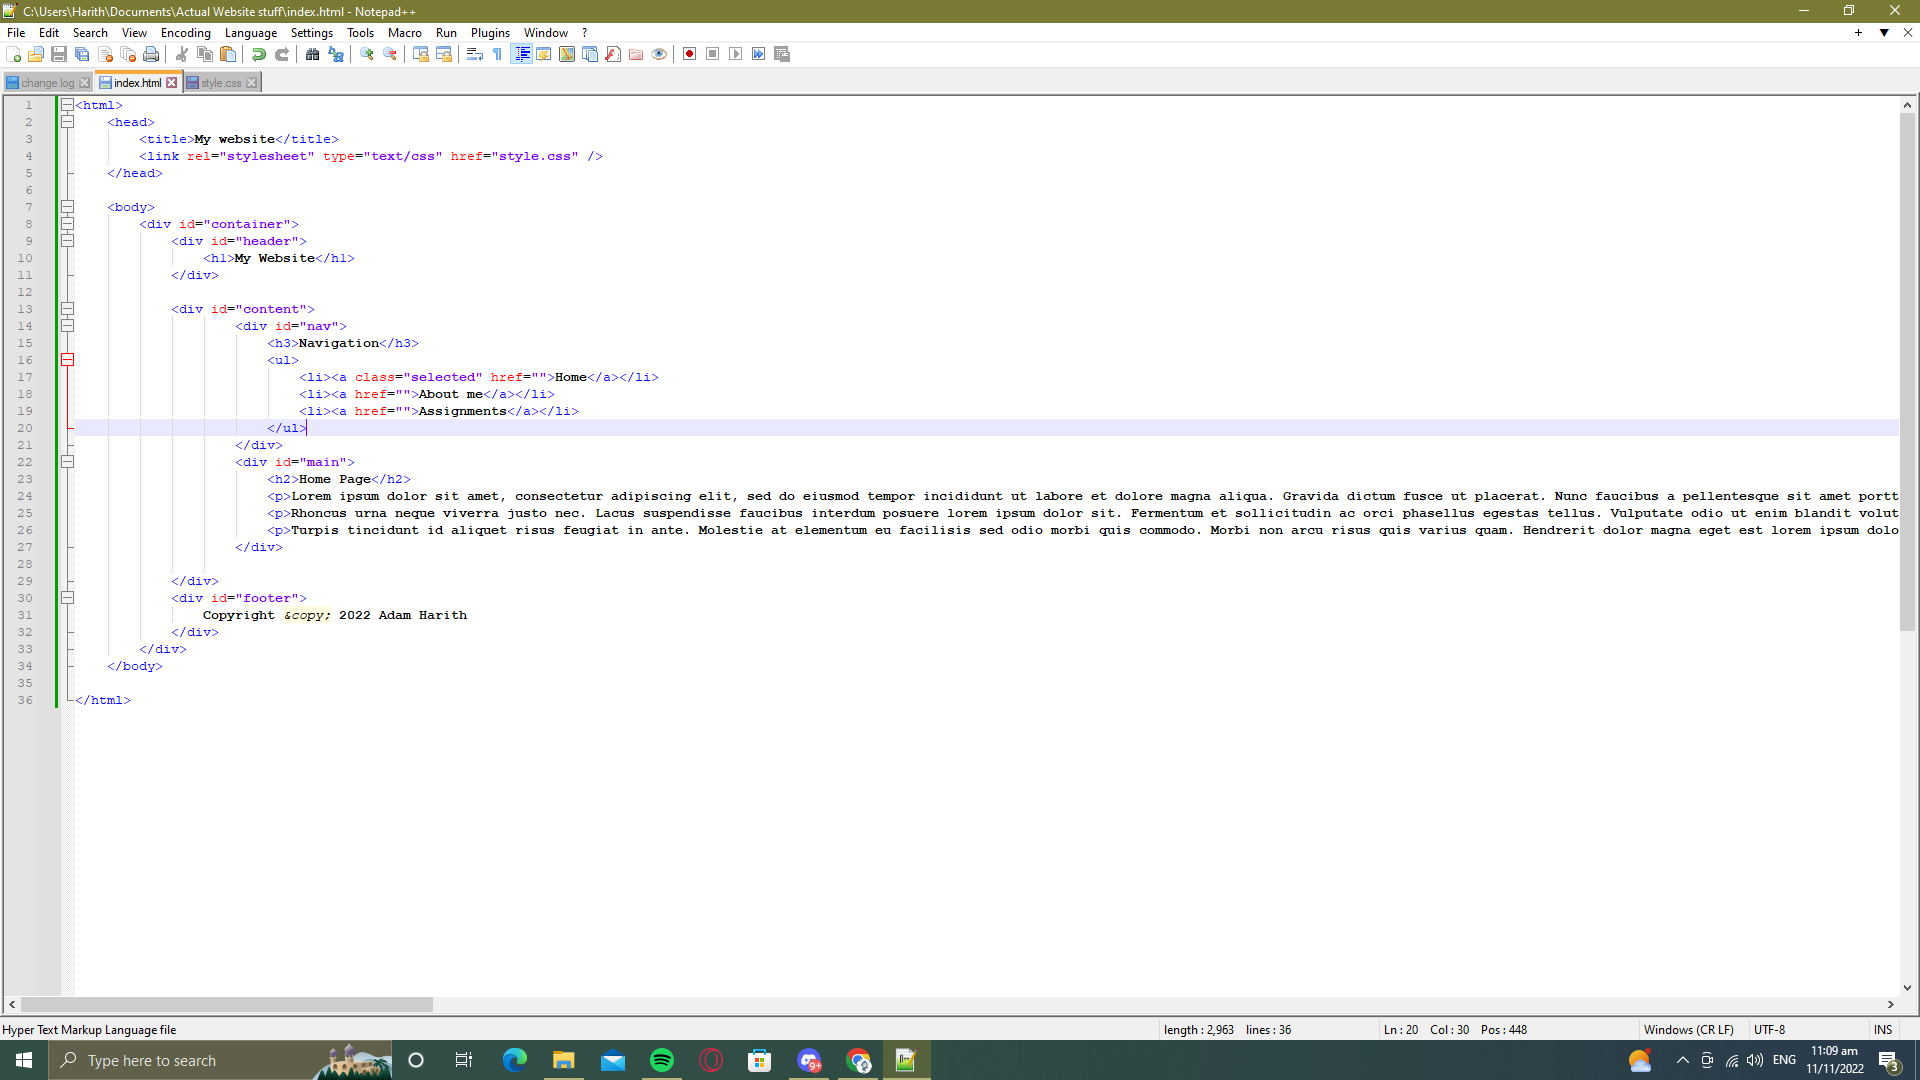 C:\Users\Harith\Documents\Actual Website stuff\index.html - Notepad++
File Edit Search View Encoding Language Settings Tools Macro Run Plugins Window ?
change.log index.html style.css
1 <html>
2 <head>
3 <title>My website</title>
4 <link rel="stylesheet" type="text/css" href="style.css" />
5 </head>
6
7 <body>
8 <div id="container">
9 <div id="header">
10 <h1>My Website</h1>
11 </div>
12
13 <div id="content">
14 <div id="nav">
15 <h3>Navigation</h3>
16 <ul>
17 <li><a class="selected" href="">Home</a></li>
18 <li><a href="">About me</a></li>
19 <li><a href="">Assignments</a></li>
20 </ul>
21 </div>
22 <div id="main">
23 <h2>Home Page</h2>
24 <p>Lorem ipsum dolor sit amet, consectetur adipiscing elit, sed do eiusmod tempor incididunt ut labore et dolore magna aliqua. Gravida dictum fusce ut placerat. Nunc faucibus a pellentesque sit amet portt
25 <p>Rhoncus urna neque viverra justo nec. Lacus suspendisse faucibus interdum posuere lorem ipsum dolor sit. Fermentum et sollicitudin ac orci phasellus egestas tellus. Vulputate odio ut enim blandit volut
26 <p>Turpis tincidunt id aliquet risus feugiat in ante. Molestie at elementum eu facilisis sed odio morbi quis commodo. Morbi non arcu risus quis varius quam. Hendrerit dolor magna eget est lorem ipsum dolo
27 </div>
28
29 </div>
30 <div id="footer">
31 Copyright &copy; 2022 Adam Harith
32 </div>
33 </div>
34 </body>
35
36 </html>
Hyper Text Markup Language file length : 2,963 lines : 36 Ln : 20 Col : 30 Pos : 448 Windows (CR LF) UTF-8 INS
Type here to search 9+ ENG 11:09 am
11/11/2022 3